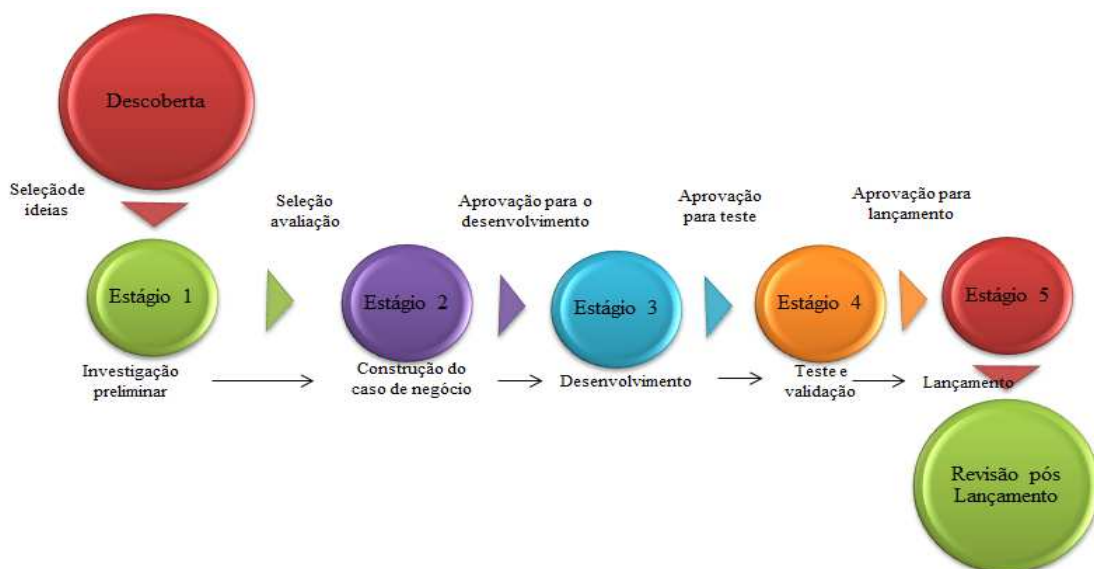 Descoberta
Seleção de
ideias
Seleção
avaliação
Aprovação para o
desenvolvimento
Aprovação
para teste
Aprovação para
lançamento
Estágio 1
Estágio 2
Estágio 3
Estágio 4
Estágio 5
Investigação
preliminar
Construção do
caso de negócio
Desenvolvimento
Teste e
validação
Lançamento
Revisão pós
Lançamento